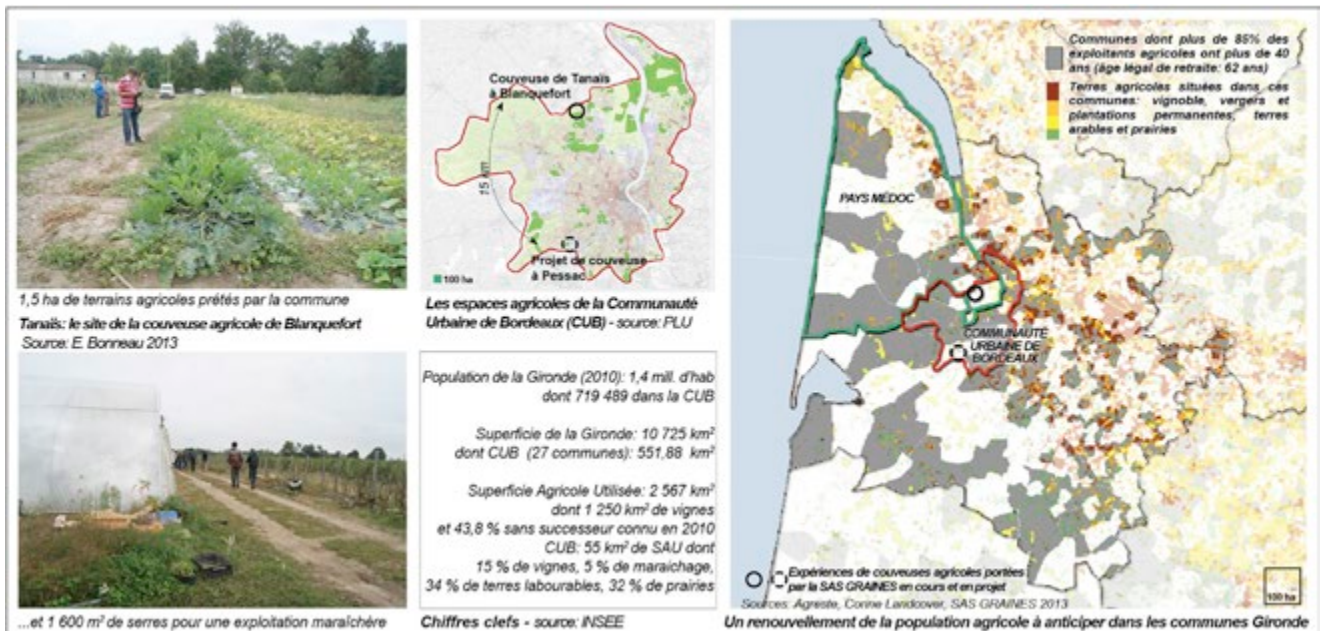 1,5 ha de terrains agricoles prêtés par la commune
Tanaïs: le site de la couveuse agricole de Blanquefort
Source: E. Bonneau 2013
...et 1 600 m² de serres pour une exploitation maraîchère
Couveuse de Tanaïs
à Blanquefort
15 km
Projet de couveuse
à Pessac
100 ha
Les espaces agricoles de la Communauté
Urbaine de Bordeaux (CUB) - source: PLU
Population de la Gironde (2010): 1,4 mill. d'hab
dont 719 489 dans la CUB
Superficie de la Gironde: 10 725 km²
dont CUB (27 communes): 551,88 km²
Superficie Agricole Utilisée: 2 567 km²
dont 1 250 km² de vignes
et 43,8 % sans successeur connu en 2010
CUB: 55 km² de SAU dont
15 % de vignes, 5 % de maraichage,
34 % de terres labourables, 32 % de prairies
Chiffres clefs - source: INSEE
Communes dont plus de 85% des
exploitants agricoles ont plus de 40
ans (âge légal de retraite: 62 ans)
Terres agricoles situées dans ces
communes: vignoble, vergers et
plantations permanentes, terres
arables et prairies
PAYS MÉDOC
COMMUNAUTÉ
URBAINE DE
BORDEAUX
Expériences de couveuses agricoles portées
par la SAS GRAINES en cours et en projet
Sources: Agreste, Corine Landcover, SAS GRAINES 2013
100 ha
Un renouvellement de la population agricole à anticiper dans les communes Gironde